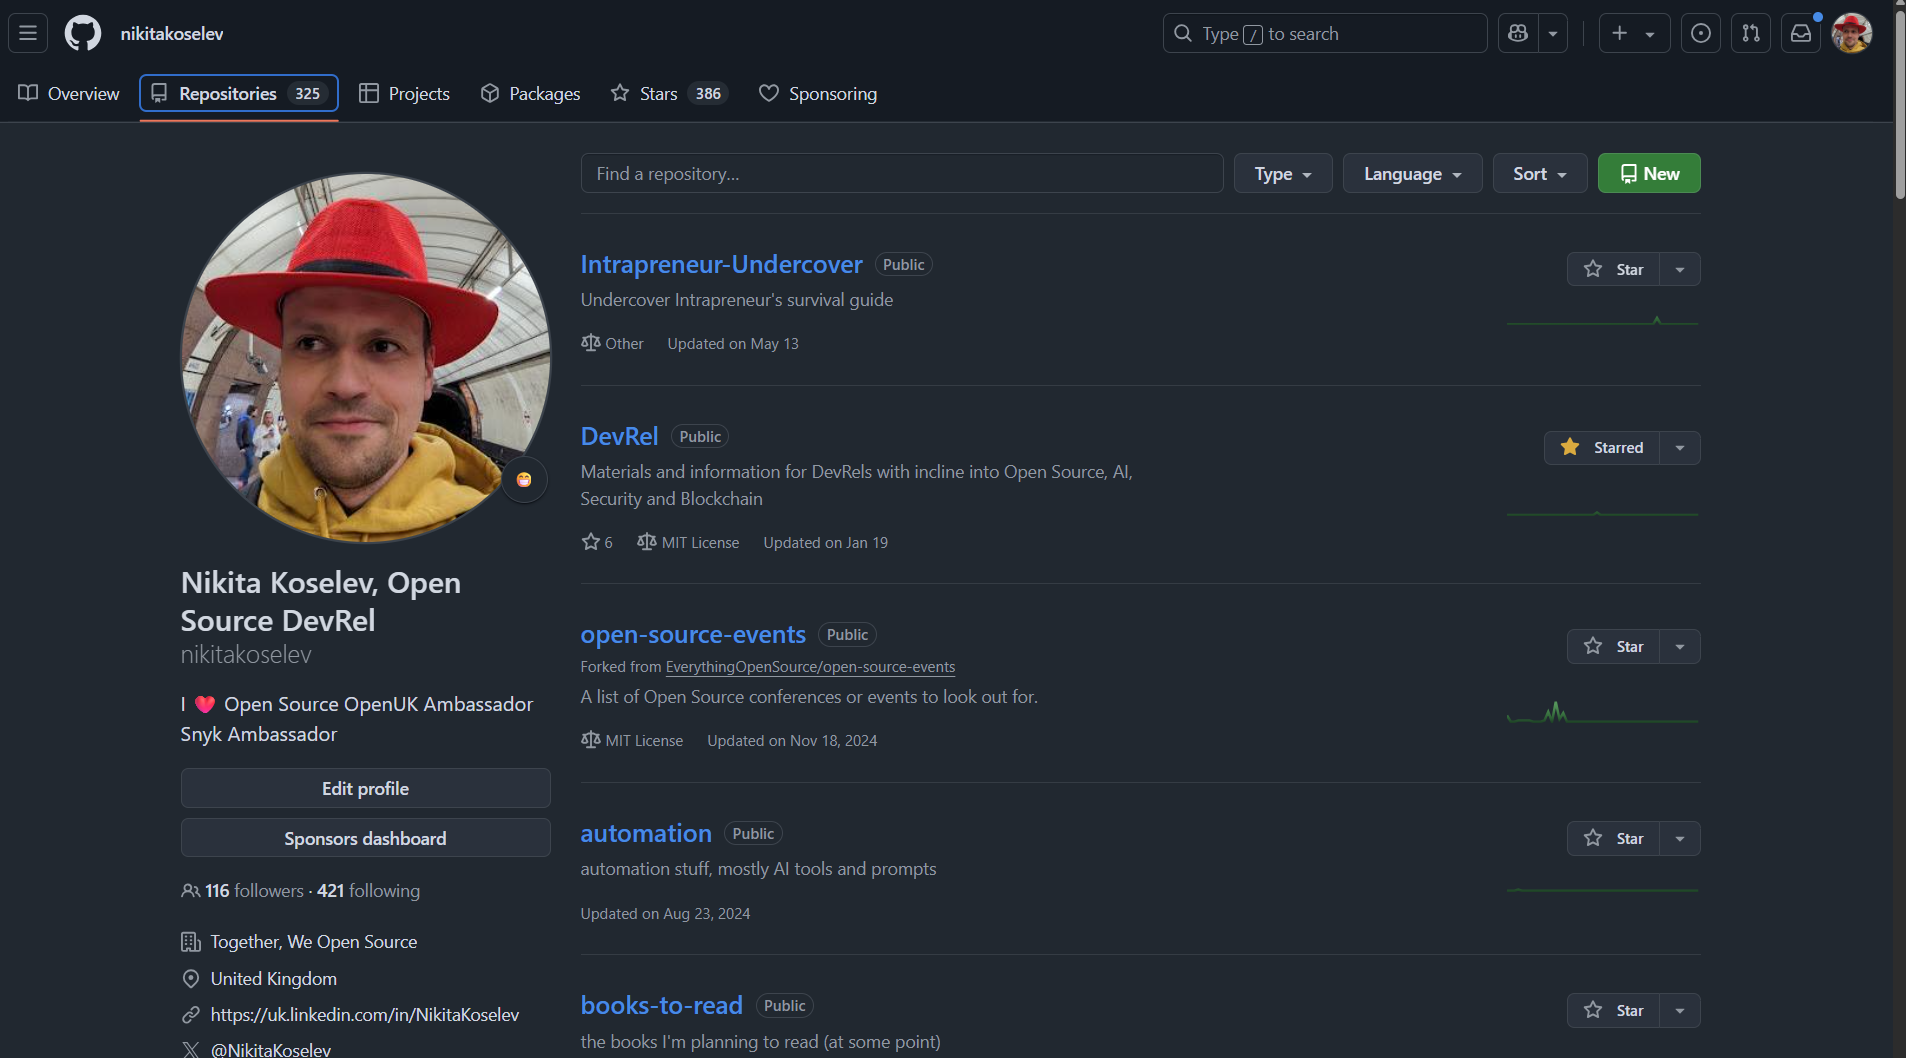 nikitakoselev
Type / to search
Overview
Repositories 325
Projects
Packages
Stars 386
Sponsoring
Find a repository...
Type
Language
Sort
New
Nikita Koselev, Open
Source DevRel
nikitakoselev
I ❤️ Open Source OpenUK Ambassador
Snyk Ambassador
Edit profile
Sponsors dashboard
116 followers · 421 following
Together, We Open Source
United Kingdom
https://uk.linkedin.com/in/NikitaKoselev
@NikitaKoselev
Intrapreneur-Undercover Public
Star
Undercover Intrapreneur's survival guide
Other Updated on May 13
DevRel Public
Starred
Materials and information for DevRels with incline into Open Source, AI,
Security and Blockchain
6 MIT License Updated on Jan 19
open-source-events Public
Star
Forked from EverythingOpenSource/open-source-events
A list of Open Source conferences or events to look out for.
MIT License Updated on Nov 18, 2024
automation Public
Star
automation stuff, mostly AI tools and prompts
Updated on Aug 23, 2024
books-to-read Public
Star
the books I'm planning to read (at some point)